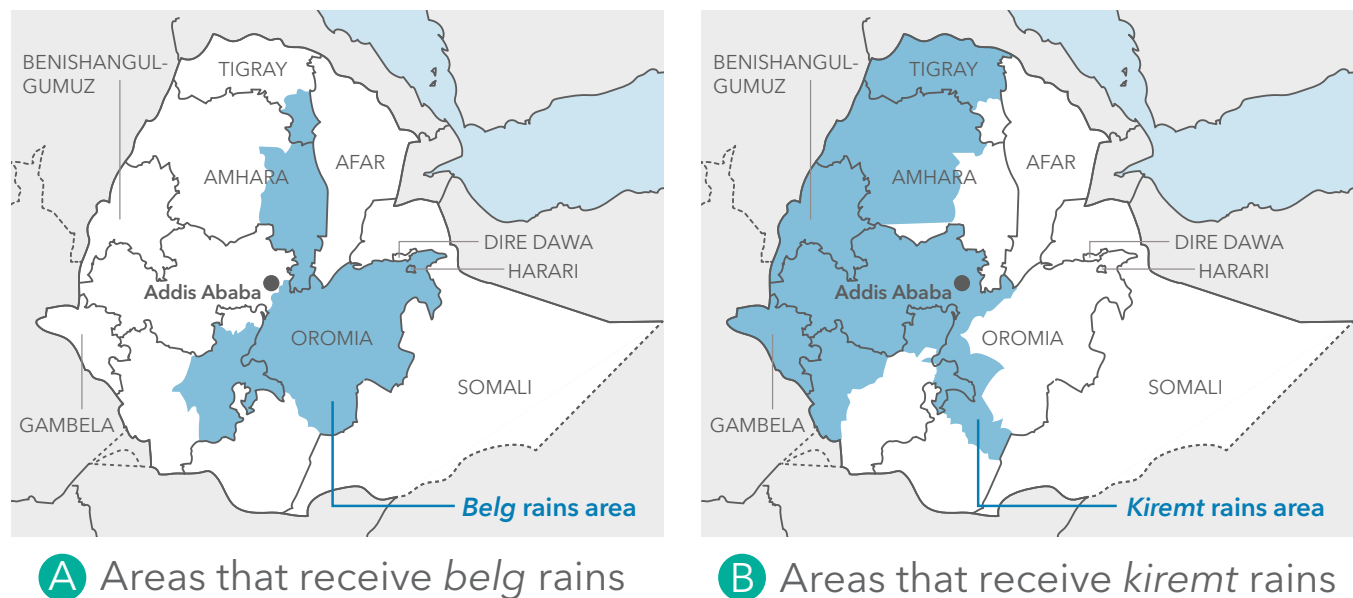 BENISHANGUL-
GUMUZ
TIGRAY
AMHARA
AFAR
DIRE DAWA
HARARI
Addis Ababa
OROMIA
SOMALI
GAMBELA
Belg rains area
A Areas that receive belg rains
BENISHANGUL-
GUMUZ
TIGRAY
AMHARA
AFAR
DIRE DAWA
HARARI
Addis Ababa
OROMIA
SOMALI
GAMBELA
Kiremt rains area
B Areas that receive kiremt rains